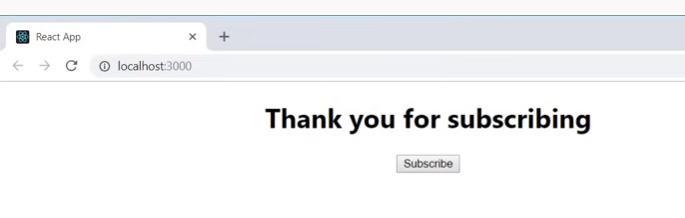 React App
localhost:3000
Thank you for subscribing
Subscribe